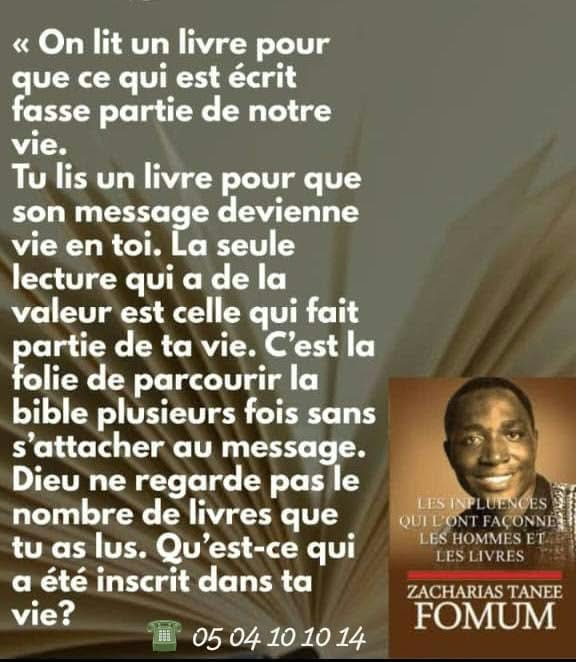 « On lit un livre pour
que ce qui est écrit
fasse partie de notre
vie.
Tu lis un livre pour que
son message devienne
vie en toi. La seule
lecture qui a de la
valeur est celle qui fait
partie de ta vie. C'est la
folie de parcourir la
bible plusieurs fois sans
s'attacher au message.
Dieu ne regarde pas le
nombre de livres que
tu as lus. Qu'est-ce qui
a été inscrit dans ta
vie?
05 04 10 10 14
LES INFLUENCES
QUI L'ONT FAÇONNÉ
LES HOMMES ET
LES LIVRES
ZACHARIAS TANEE
FOMUM